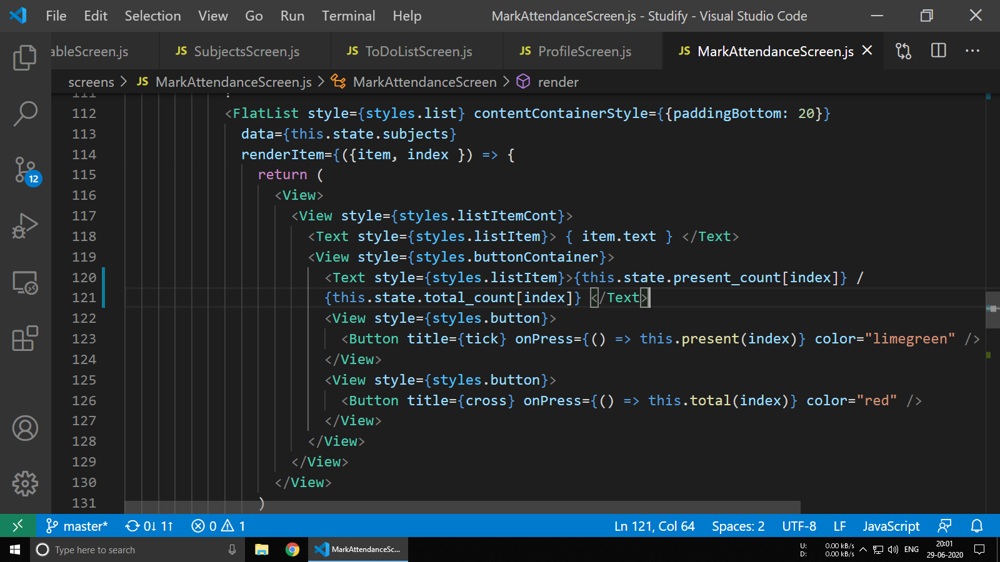 File Edit Selection View Go Run Terminal Help MarkAttendanceScreen.js - Studify - Visual Studio Code
ableScreen.js JS SubjectsScreen.js JS ToDoListScreen.js JS ProfileScreen.js JS MarkAttendanceScreen.js
screens > JS MarkAttendanceScreen.js > MarkAttendanceScreen > render
111 :
112 <FlatList style={styles.list} contentContainerStyle={{paddingBottom: 20}}
113 data={this.state.subjects}
114 renderItem={({item, index }) => {
115 return (
116 <View>
117 <View style={styles.listItemCont}>
118 <Text style={styles.listItem}> { item.text } </Text>
119 <View style={styles.buttonContainer}>
120 <Text style={styles.listItem}>{this.state.present_count[index]} /
121 {this.state.total_count[index]} </Text>
122 <View style={styles.button}>
123 <Button title={tick} onPress={() => this.present(index)} color="limegreen" />
124 </View>
125 <View style={styles.button}>
126 <Button title={cross} onPress={() => this.total(index)} color="red" />
127 </View>
128 </View>
129 </View>
130 </View>
131 )
12
master* 0↓ 1↑ 0 1 Ln 121, Col 64 Spaces: 2 UTF-8 LF JavaScript
Type here to search MarkAttendanceSc... U: 0.00 kB/s D: 0.00 kB/s ENG 20:01 29-06-2020